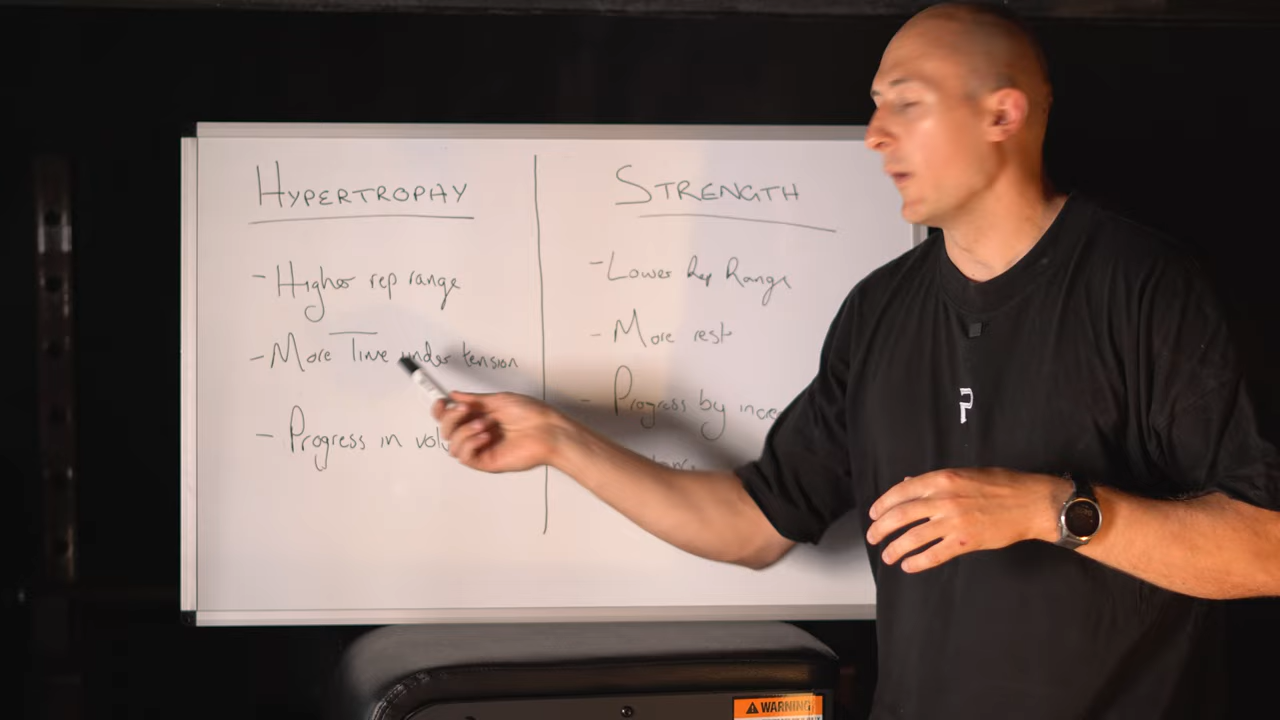 HYPERTROPHY
- Higher rep range
- More Time under tension
- Progress in
STRENGTH
- Lower Rep Range
- More rest
- Progress by
WARNING